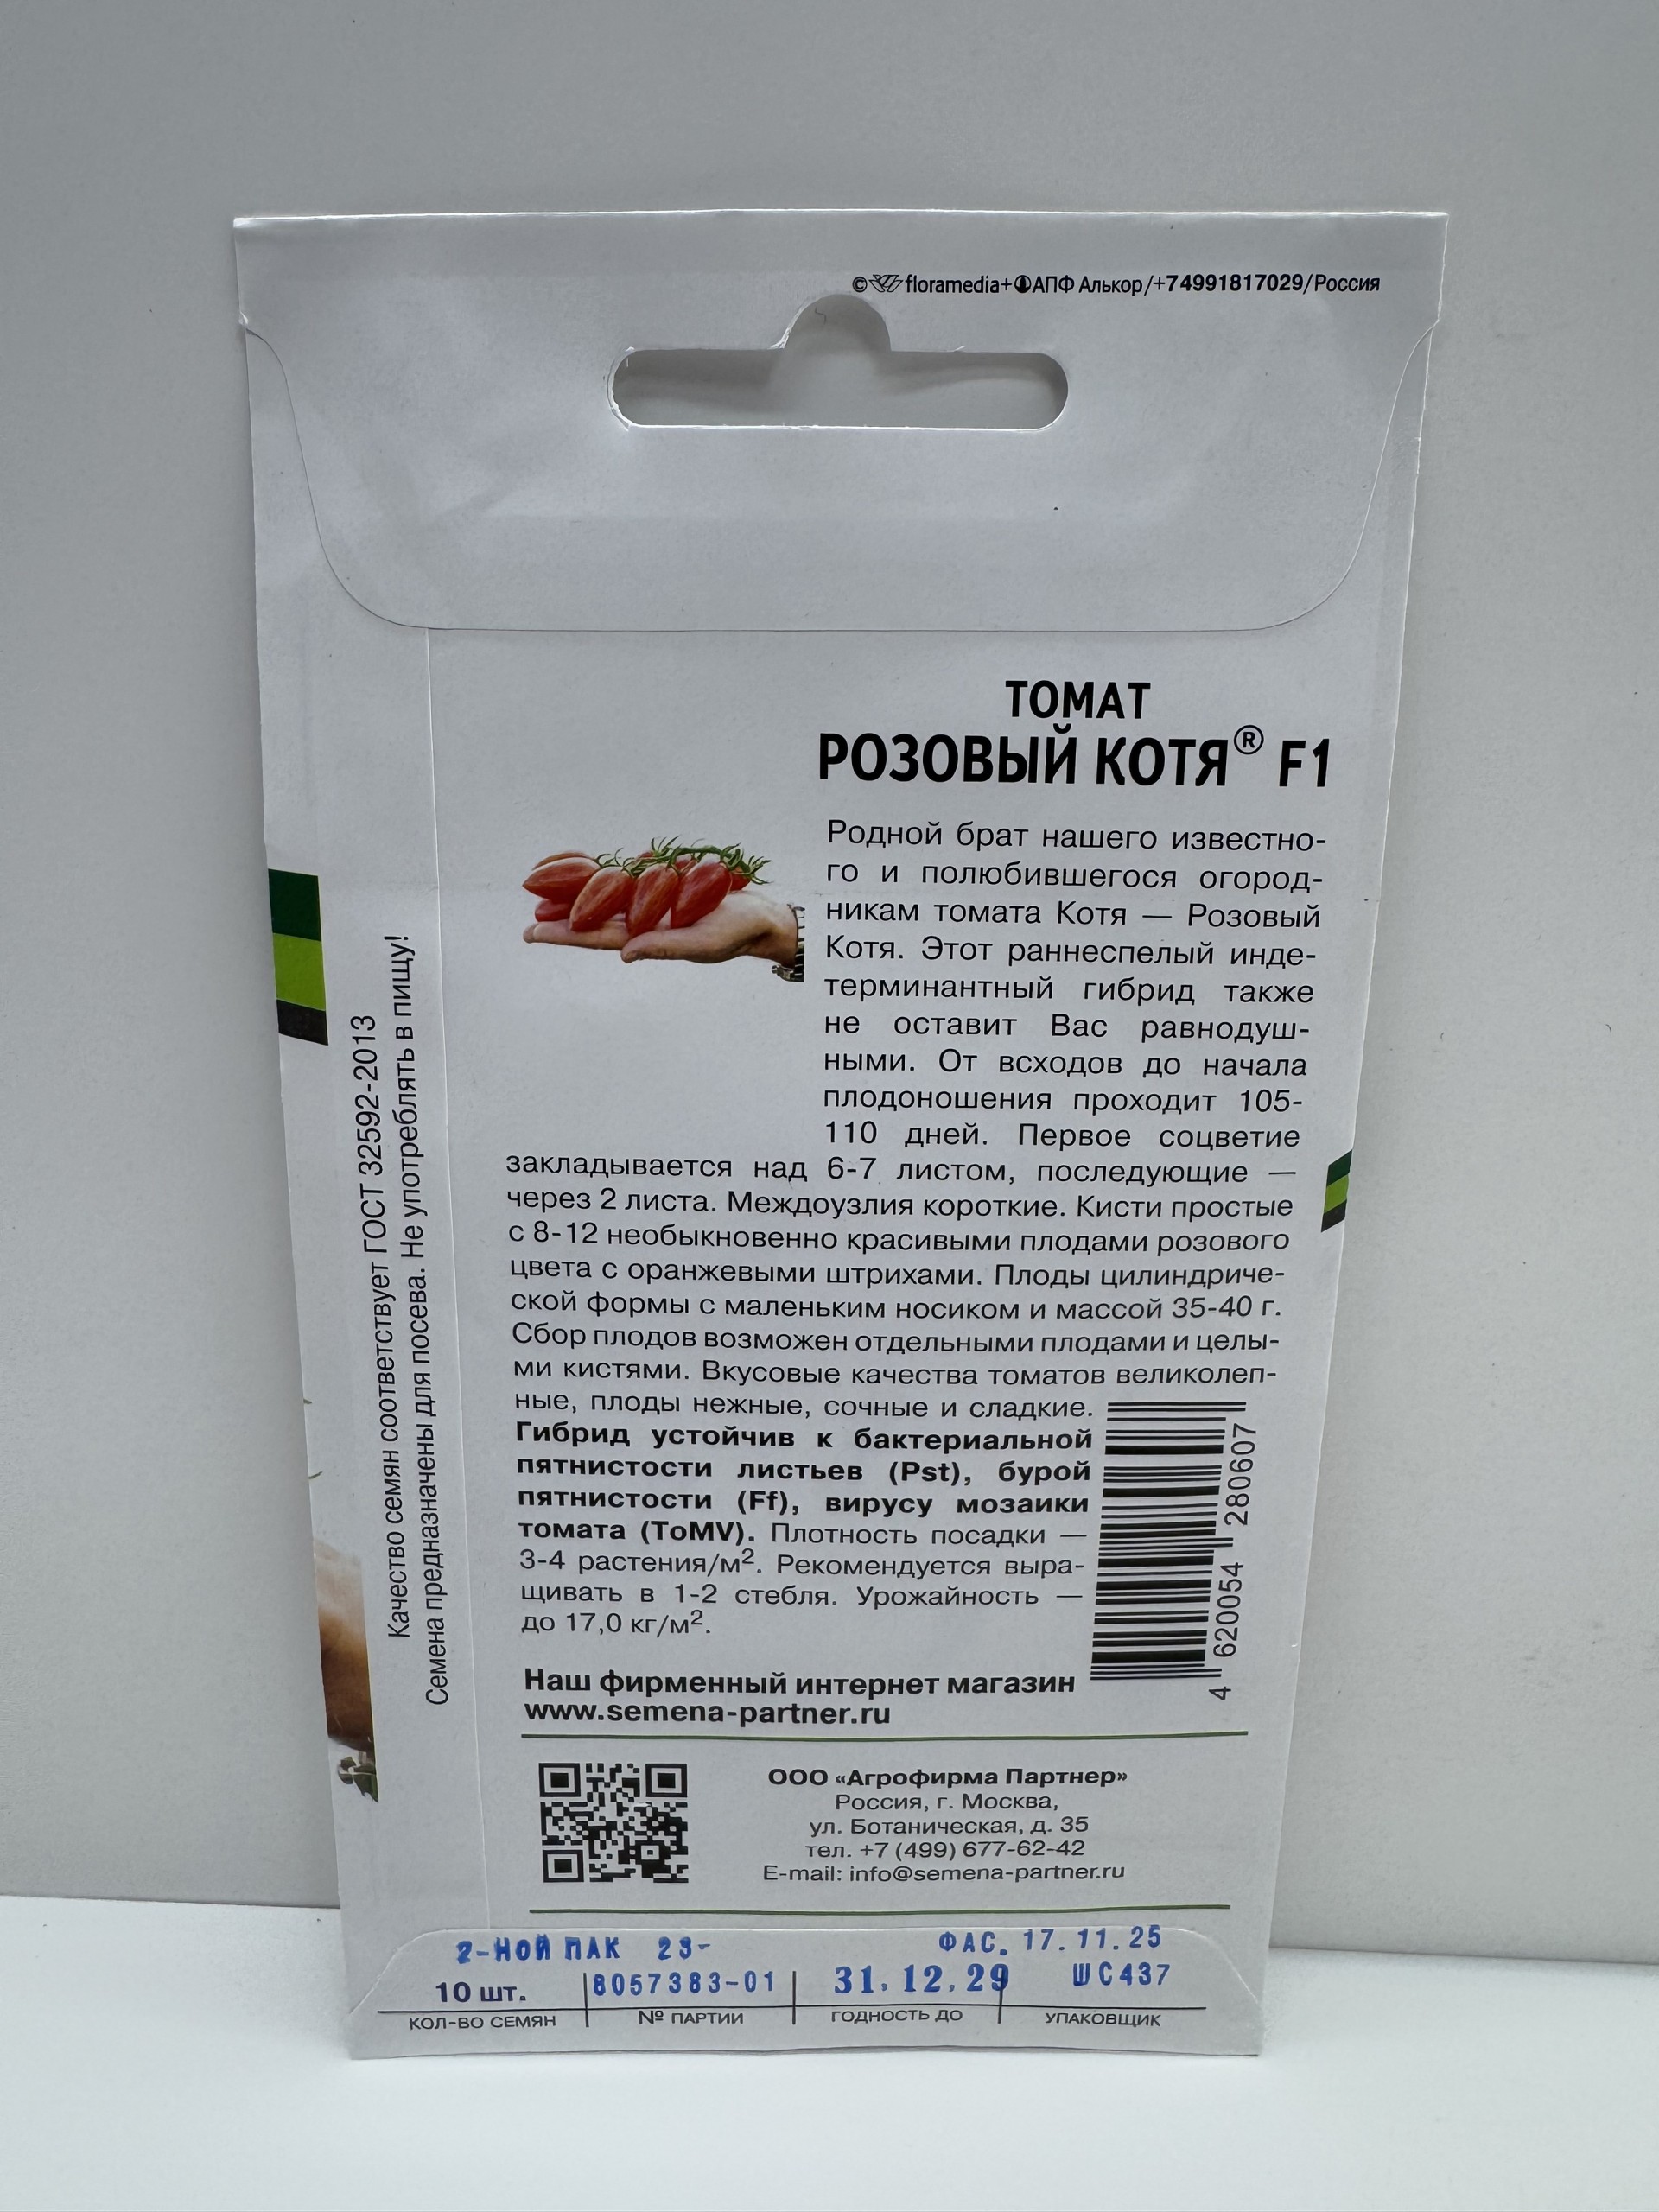 © floramedia+ АПФ Алькор/+74991817029/Россия
ТОМАТ
РОЗОВЫЙ КОТЯ® F1
Родной брат нашего известно-
го и полюбившегося огород-
никам томата Котя — Розовый
Котя. Этот раннеспелый инде-
терминантный гибрид также
не оставит Вас равнодуш-
ными. От всходов до начала
плодоношения проходит 105-
110 дней. Первое соцветие
закладывается над 6-7 листом, последующие —
через 2 листа. Междоузлия короткие. Кисти простые
с 8-12 необыкновенно красивыми плодами розового
цвета с оранжевыми штрихами. Плоды цилиндриче-
ской формы с маленьким носиком и массой 35-40 г.
Сбор плодов возможен отдельными плодами и целы-
ми кистями. Вкусовые качества томатов великолеп-
ные, плоды нежные, сочные и сладкие.
Гибрид устойчив к бактериальной
пятнистости листьев (Pst), бурой
пятнистости (Ff), вирусу мозаики
томата (ToMV). Плотность посадки —
3-4 растения/м². Рекомендуется выра-
щивать в 1-2 стебля. Урожайность —
до 17,0 кг/м².
4 620054 280607
Наш фирменный интернет магазин
www.semena-partner.ru
ООО «Агрофирма Партнер»
Россия, г. Москва,
ул. Ботаническая, д. 35
тел. +7 (499) 677-62-42
E-mail: info@semena-partner.ru
Качество семян соответствует ГОСТ 32592-2013
Семена предназначены для посева. Не употреблять в пищу!
2-НОЙ ПАК 23- ФАС. 17.11.25
10 шт. 8057383-01 31.12.29 ШС437
КОЛ-ВО СЕМЯН № ПАРТИИ ГОДНОСТЬ ДО УПАКОВЩИК